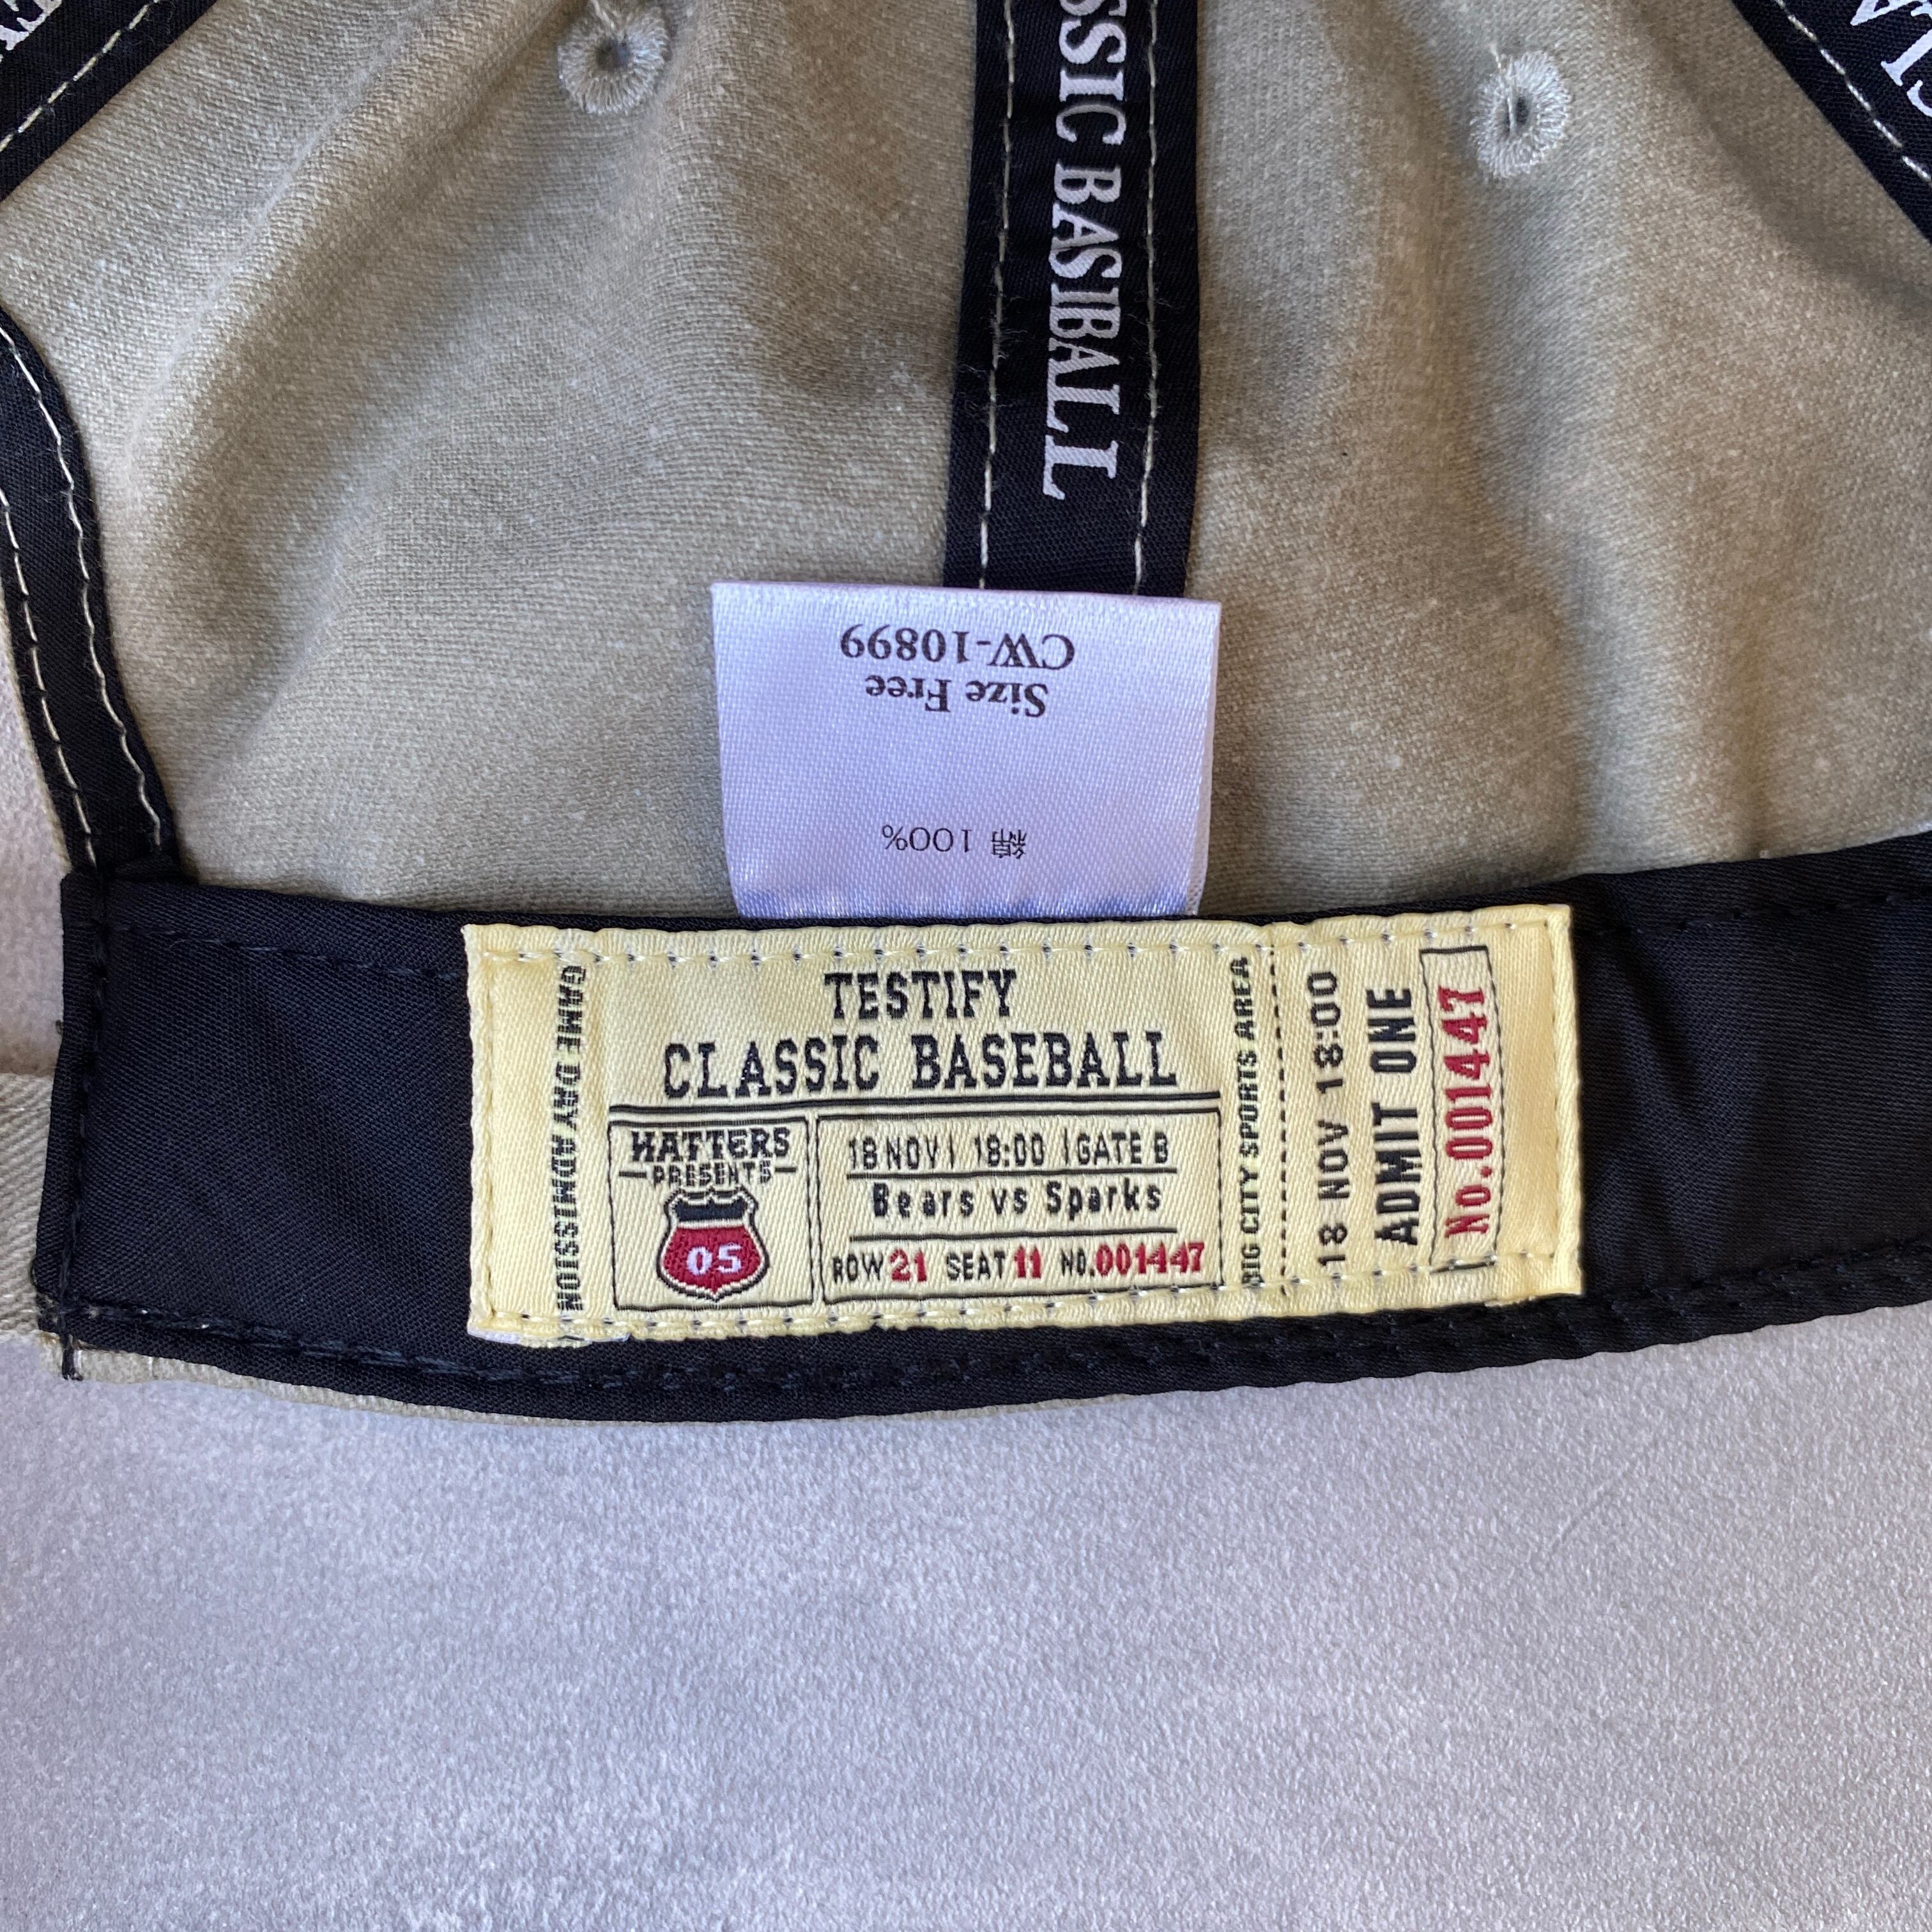 SSIC BASIBALL
CW-10899
Size Free
綿 100%
GAME DAY ADMISSION
TESTIFY
CLASSIC BASEBALL
HATTERS
PRESENTS
05
18 NOV | 18:00 | GATE B
Bears vs Sparks
ROW 21 SEAT 11 NO.001447
BIG CITY SPORTS AREA
18 NOV 18:00
ADMIT ONE
No.001447